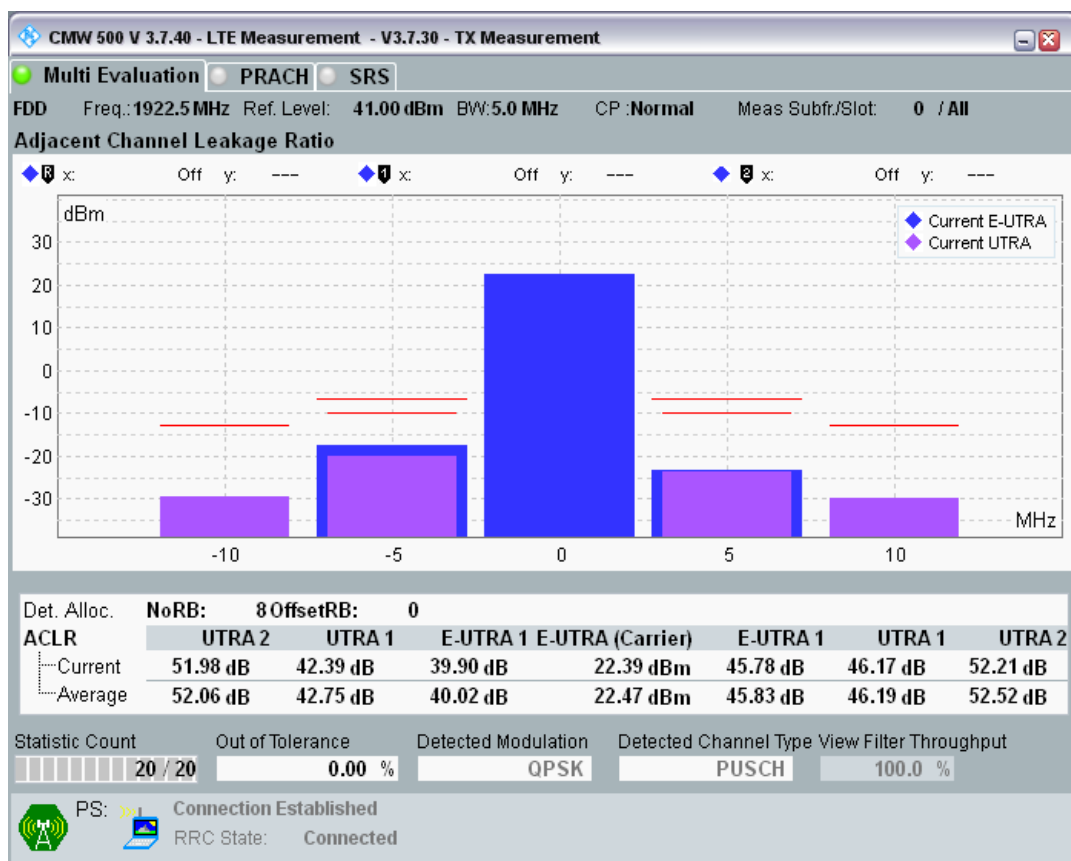 CMW 500 V 3.7.40 - LTE Measurement - V3.7.30 - TX Measurement
Multi Evaluation PRACH SRS
FDD Freq.: 1922.5 MHz Ref. Level: 41.00 dBm BW: 5.0 MHz CP : Normal Meas Subfr./Slot: 0 / All
Adjacent Channel Leakage Ratio
R x: Off y: --- 1 x: Off y: --- 2 x: Off y: ---
dBm
Current E-UTRA
Current UTRA
30
20
10
0
-10
-20
-30
MHz
-10 -5 0 5 10
Det. Alloc. NoRB: 8 OffsetRB: 0
ACLR UTRA 2 UTRA 1 E-UTRA 1 E-UTRA (Carrier) E-UTRA 1 UTRA 1 UTRA 2
Current 51.98 dB 42.39 dB 39.90 dB 22.39 dBm 45.78 dB 46.17 dB 52.21 dB
Average 52.06 dB 42.75 dB 40.02 dB 22.47 dBm 45.83 dB 46.19 dB 52.52 dB
Statistic Count Out of Tolerance Detected Modulation Detected Channel Type View Filter Throughput
20 / 20 0.00 % QPSK PUSCH 100.0 %
PS: Connection Established
RRC State: Connected